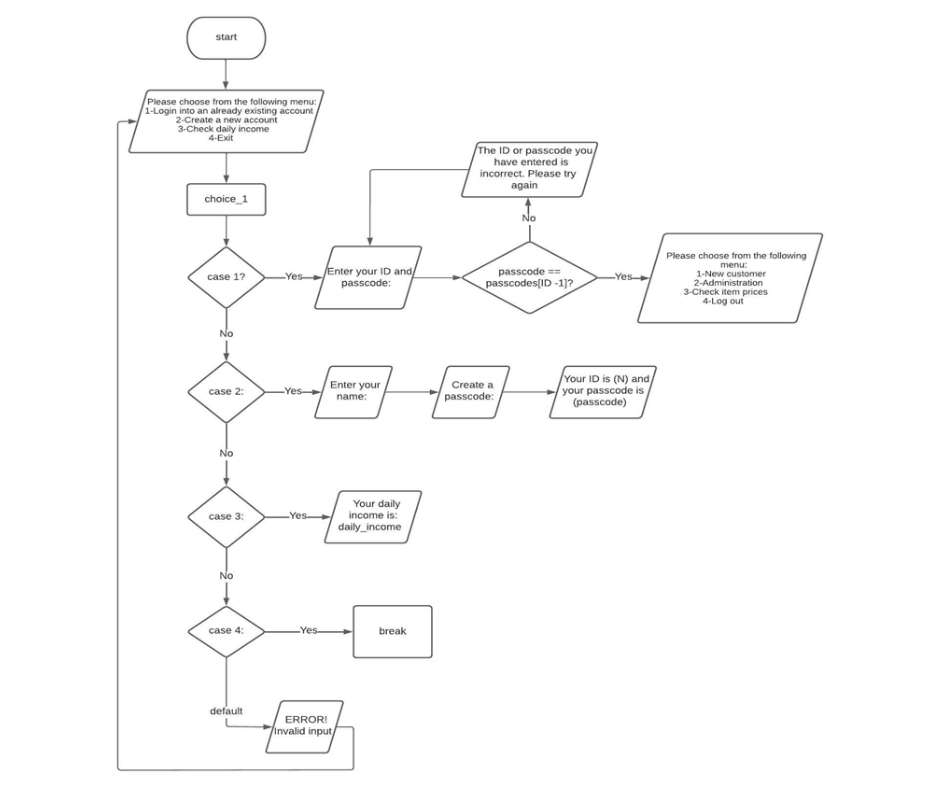 start
Please choose from the following menu:
1-Login into an already existing account
2-Create a new account
3-Check daily income
4-Exit
choice_1
The ID or passcode you
have entered is
incorrect. Please try
again
No
case 1?
Yes
Enter your ID and
passcode:
passcode ==
passcodes[ID -1]?
Yes
Please choose from the following
menu:
1-New customer
2-Administration
3-Check item prices
4-Log out
No
case 2:
Yes
Enter your
name:
Create a
passcode:
Your ID is (N) and
your passcode is
(passcode)
No
case 3:
Yes
Your daily
income is:
daily_income
No
case 4:
Yes
break
default
ERROR!
Invalid input